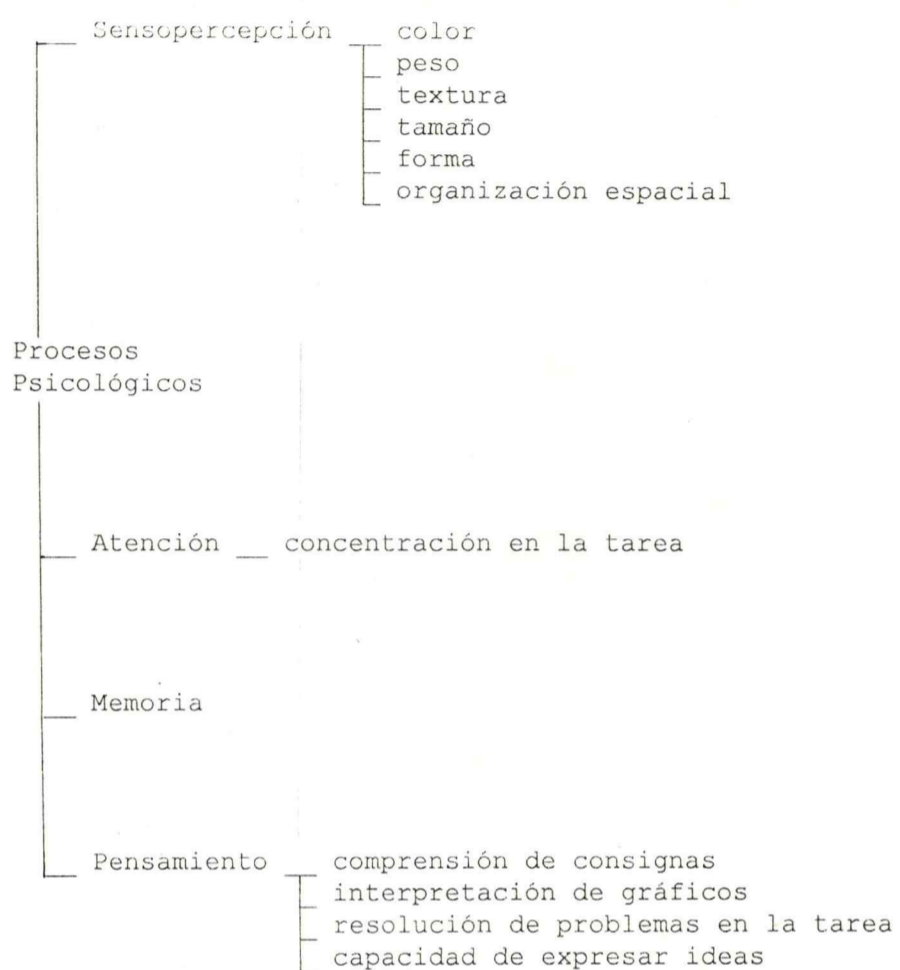 Sensopercepción color
peso
textura
tamaño
forma
organización espacial
Procesos
Psicológicos
Atención concentración en la tarea
Memoria
Pensamiento comprensión de consignas
interpretación de gráficos
resolución de problemas en la tarea
capacidad de expresar ideas